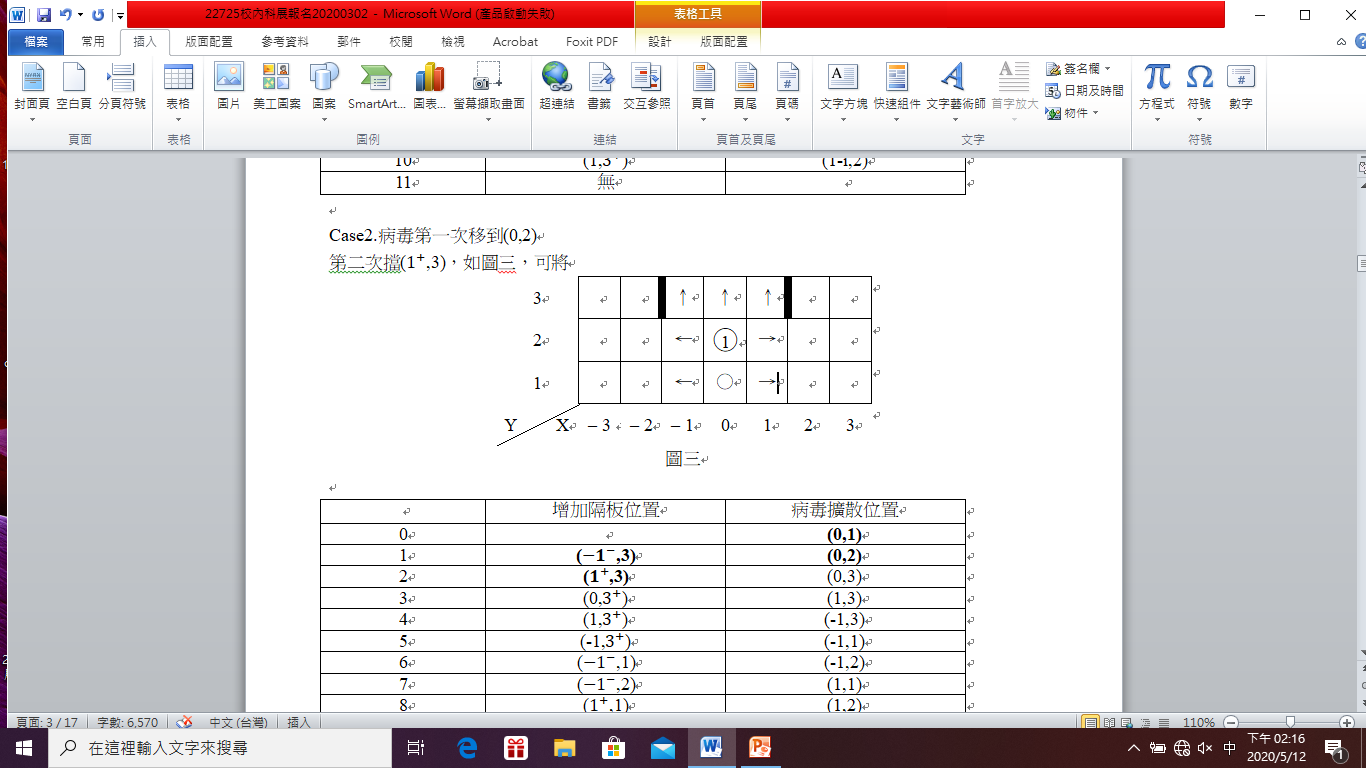 22725校內科展報名20200302 - Microsoft Word (產品啟動失敗)
表格工具
檔案 常用 插入 版面配置 參考資料 郵件 校閱 檢視 Acrobat Foxit PDF 設計 版面配置
封面頁 空白頁 分頁符號 表格 圖片 美工圖案 圖案 SmartArt... 圖表... 螢幕擷取畫面 超連結 書籤 交互參照 頁首 頁尾 頁碼 文字方塊 快速組件 文字藝術師 首字放大 方程式 符號 數字
簽名欄
日期及時間
物件
頁面 表格 圖例 連結 頁首及頁尾 文字 符號
10 (1,3⁺) (1-i,2)
11 無
Case2.病毒第一次移到(0,2)
第二次擋(1⁺,3)，如圖三，可將
3 ↑ ↑ ↑
2 ← ① →
1 ← ○ →
Y X −3 −2 −1 0 1 2 3
圖三
增加隔板位置 病毒擴散位置
0 (0,1)
1 (−1⁻,3) (0,2)
2 (1⁺,3) (0,3)
3 (0,3⁺) (1,3)
4 (1,3⁺) (-1,3)
5 (-1,3⁺) (-1,1)
6 (−1⁻,1) (-1,2)
7 (−1⁻,2) (1,1)
8 (1⁺,1) (1,2)
頁面: 3 / 17 字數: 6,570 中文 (台灣) 插入 110%
在這裡輸入文字來搜尋
中 下午 02:16
2020/5/12
1